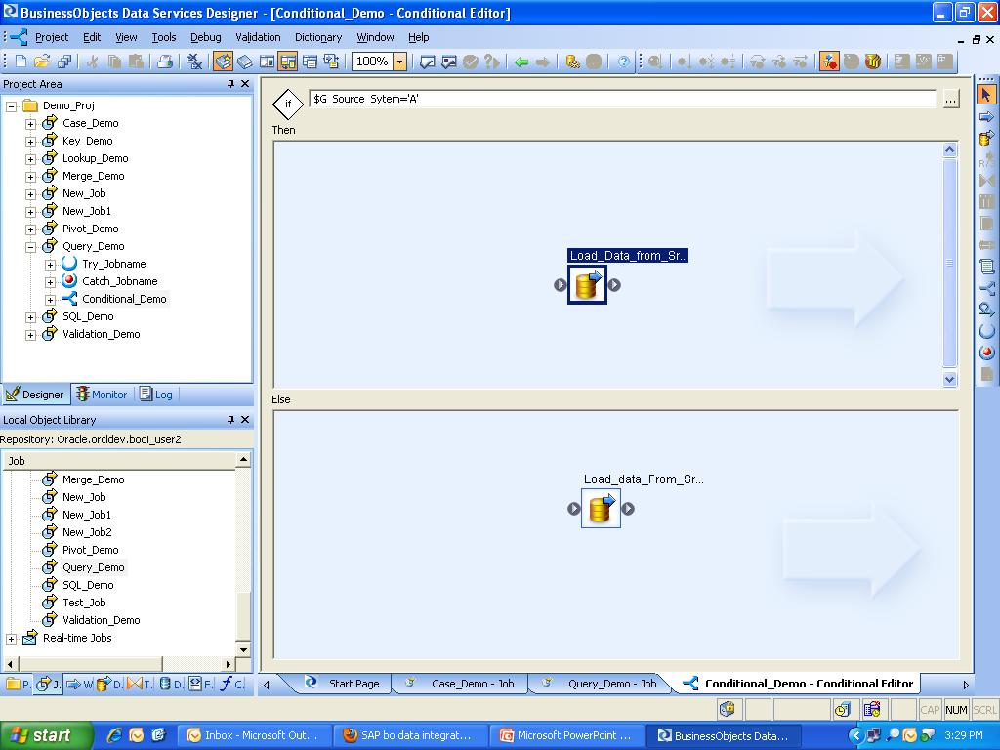 BusinessObjects Data Services Designer - [Conditional_Demo - Conditional Editor]
Project Edit View Tools Debug Validation Dictionary Window Help
100%
Project Area
Demo_Proj
Case_Demo
Key_Demo
Lookup_Demo
Merge_Demo
New_Job
New_Job1
Pivot_Demo
Query_Demo
Try_Jobname
Catch_Jobname
Conditional_Demo
SQL_Demo
Validation_Demo
Designer Monitor Log
Local Object Library
Repository: Oracle.orcldev.bodi_user2
Job
Merge_Demo
New_Job
New_Job1
New_Job2
Pivot_Demo
Query_Demo
SQL_Demo
Test_Job
Validation_Demo
Real-time Jobs
P. J. W D. T. D. F. C.
if
$G_Source_Sytem='A'
...
Then
Load_Data_from_Sr...
Else
Load_data_From_Sr...
R/3
Start Page Case_Demo - Job Query_Demo - Job Conditional_Demo - Conditional Editor
CAP NUM SCRL
start Inbox - Microsoft Out... SAP bo data integrat... Microsoft PowerPoint ... BusinessObjects Data... 3:29 PM